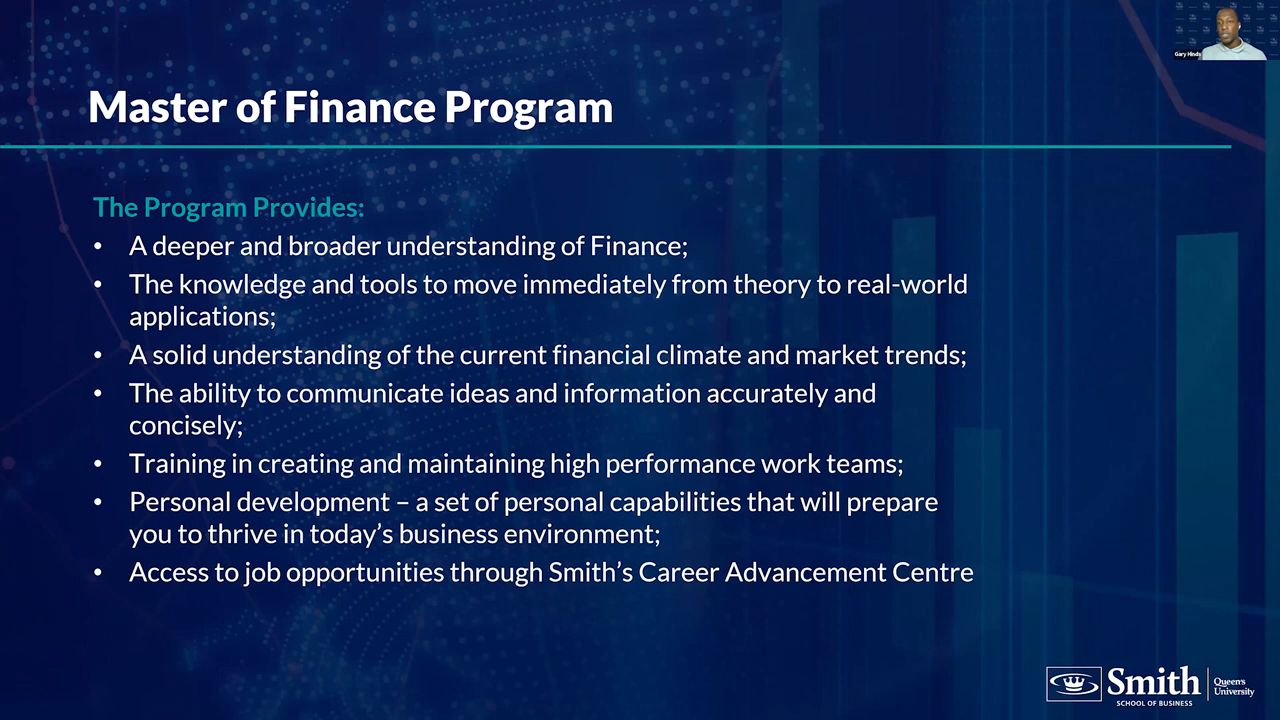 Gary Hinds
Master of Finance Program
The Program Provides:
• A deeper and broader understanding of Finance;
• The knowledge and tools to move immediately from theory to real-world
applications;
• A solid understanding of the current financial climate and market trends;
• The ability to communicate ideas and information accurately and
concisely;
• Training in creating and maintaining high performance work teams;
• Personal development – a set of personal capabilities that will prepare
you to thrive in today’s business environment;
• Access to job opportunities through Smith’s Career Advancement Centre
Smith
SCHOOL OF BUSINESS
Queen's
University